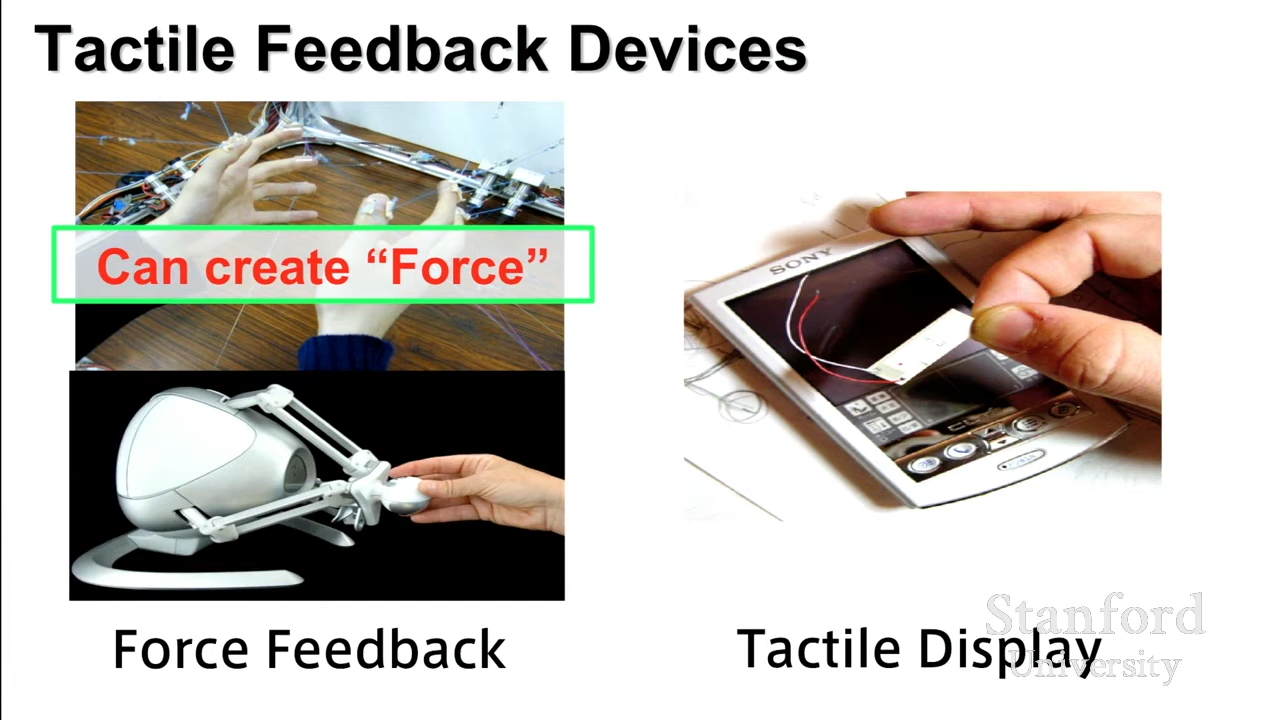 Tactile Feedback Devices
Can create “Force”
SONY
Force Feedback
Tactile Display
Stanford
University